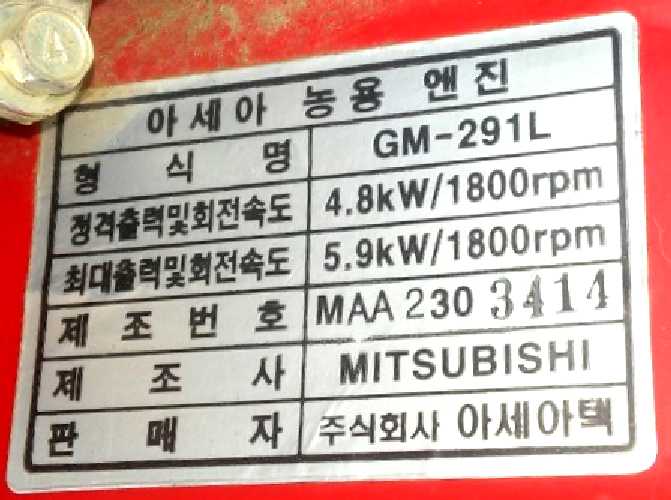 아세아 농용 엔진
형 식 명 GM-291L
정격출력및회전속도 4.8kW/1800rpm
최대출력및회전속도 5.9kW/1800rpm
제 조 번 호 MAA 230 3414
제 조 사 MITSUBISHI
판 매 자 주식회사 아세아텍